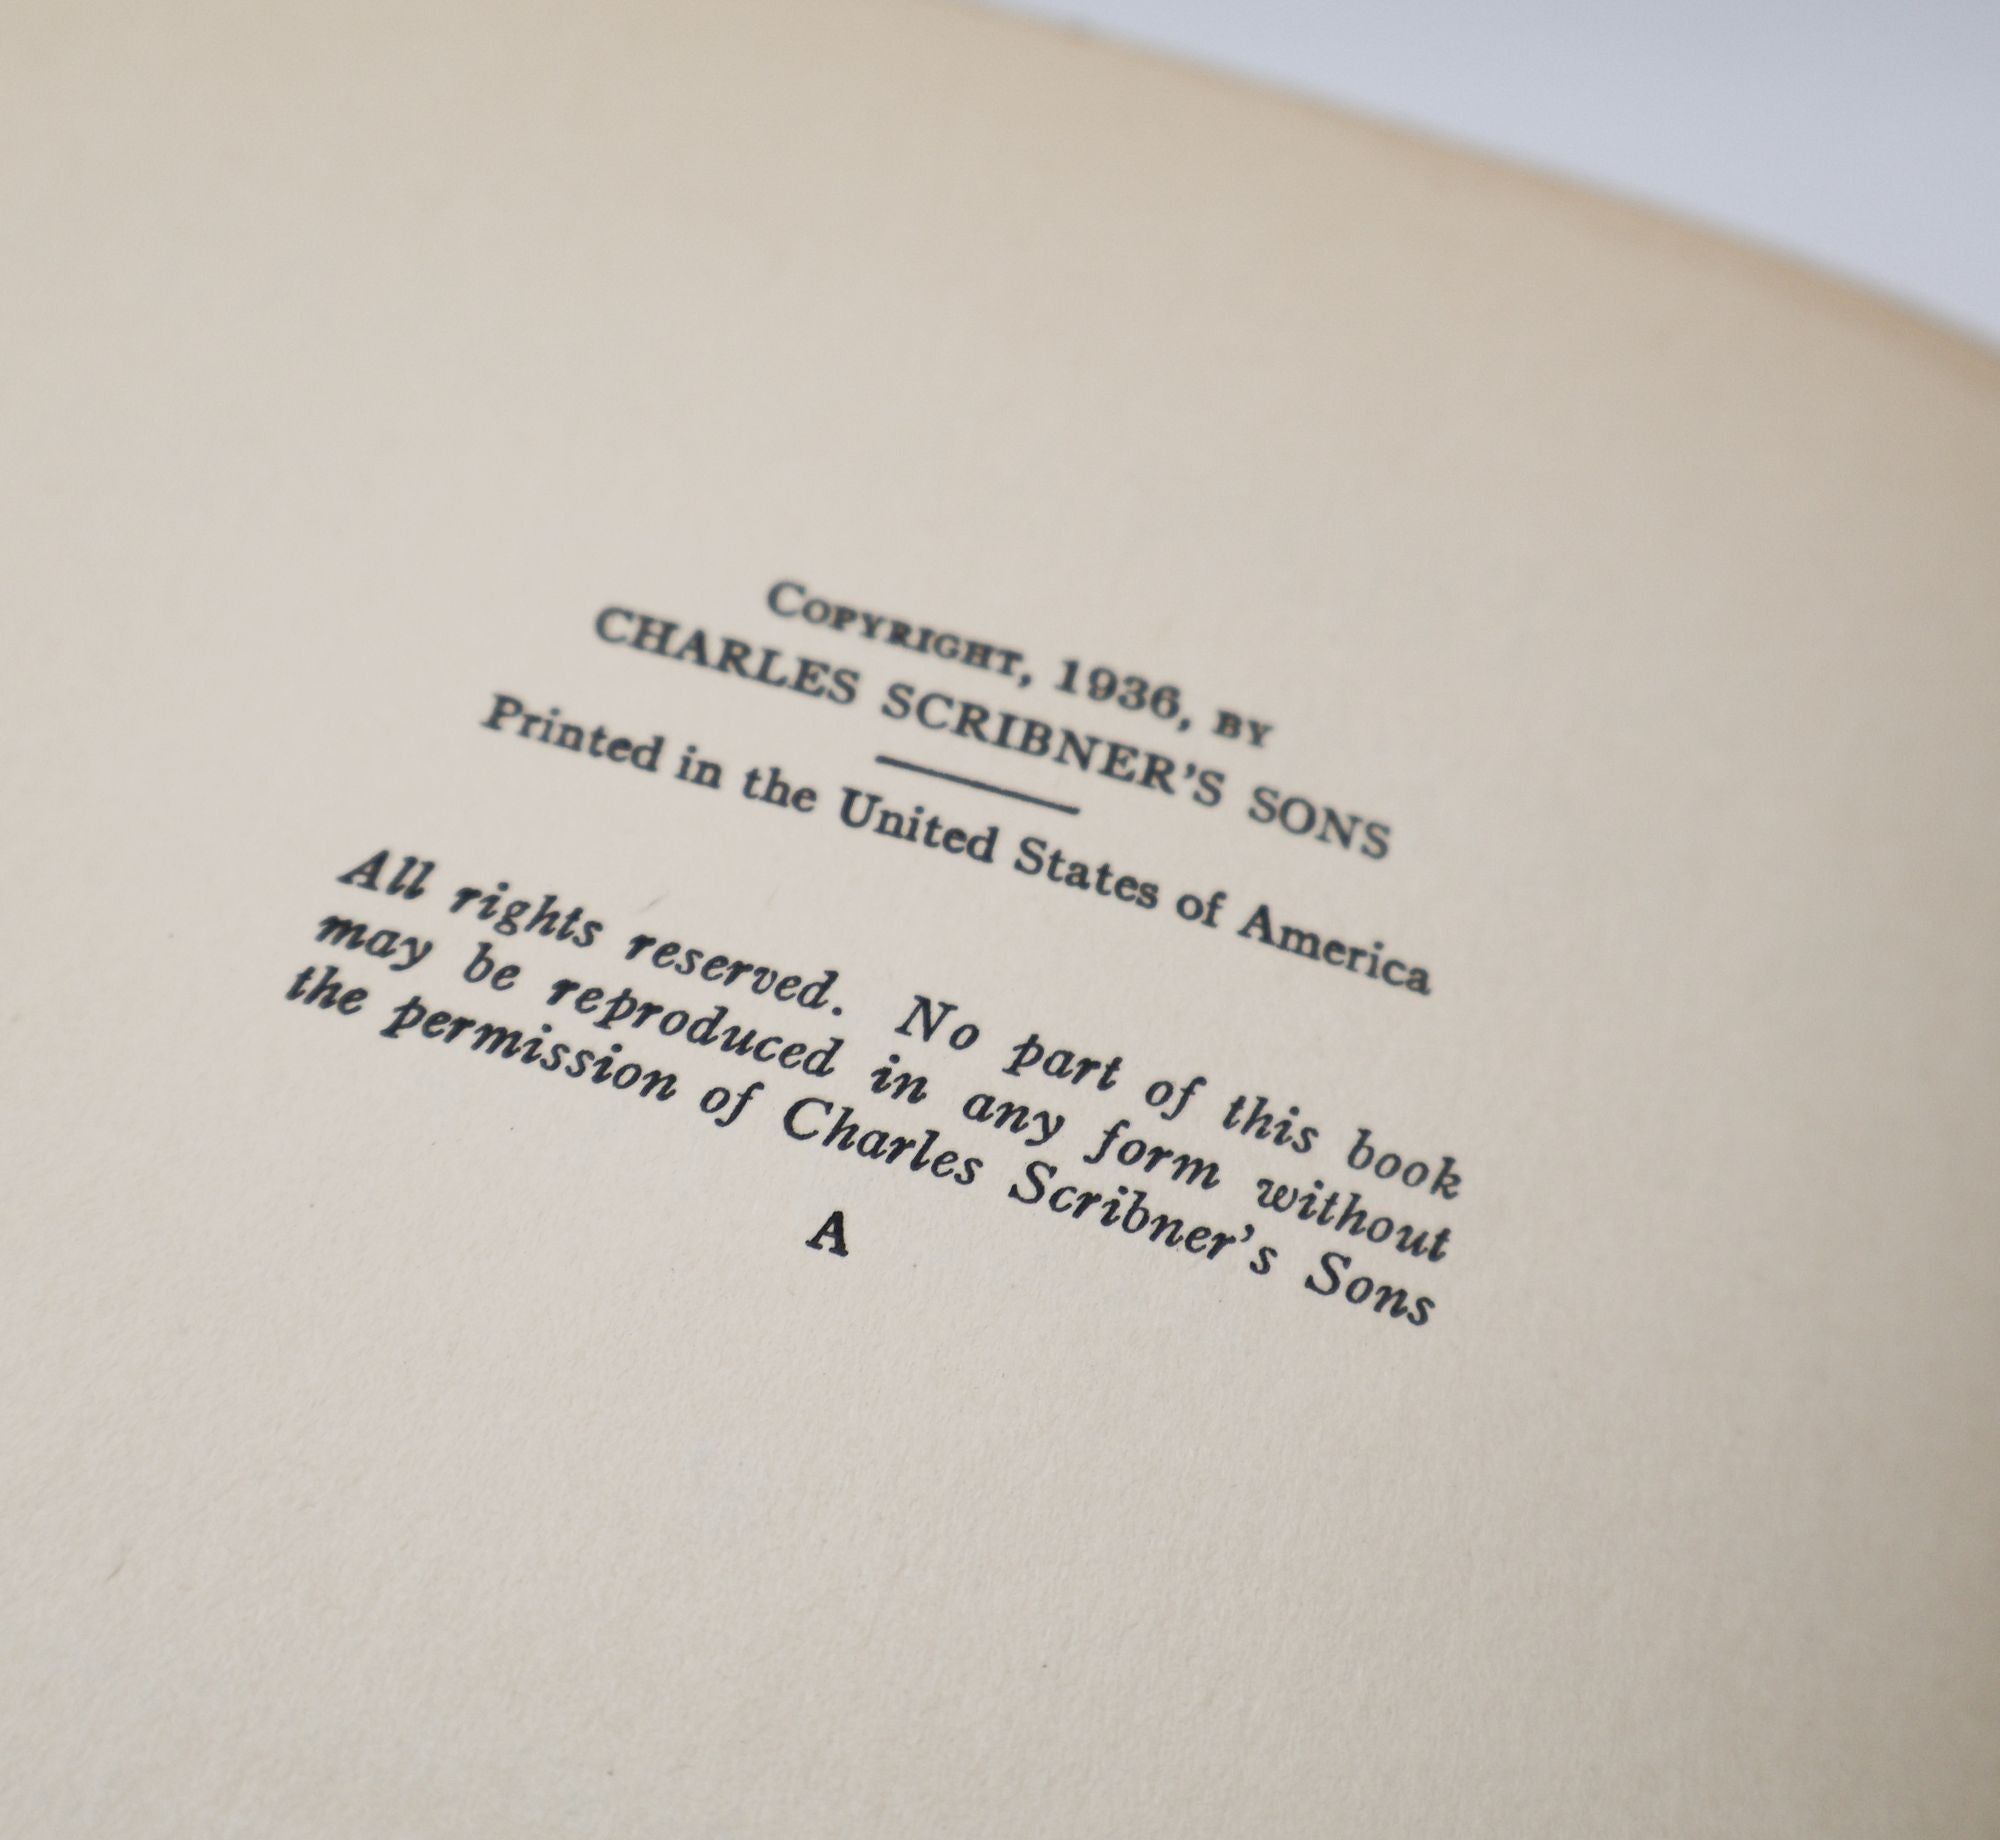 Copyright, 1936, by
CHARLES SCRIBNER'S SONS
Printed in the United States of America
All rights reserved. No part of this book
may be reproduced in any form without
the permission of Charles Scribner's Sons
A